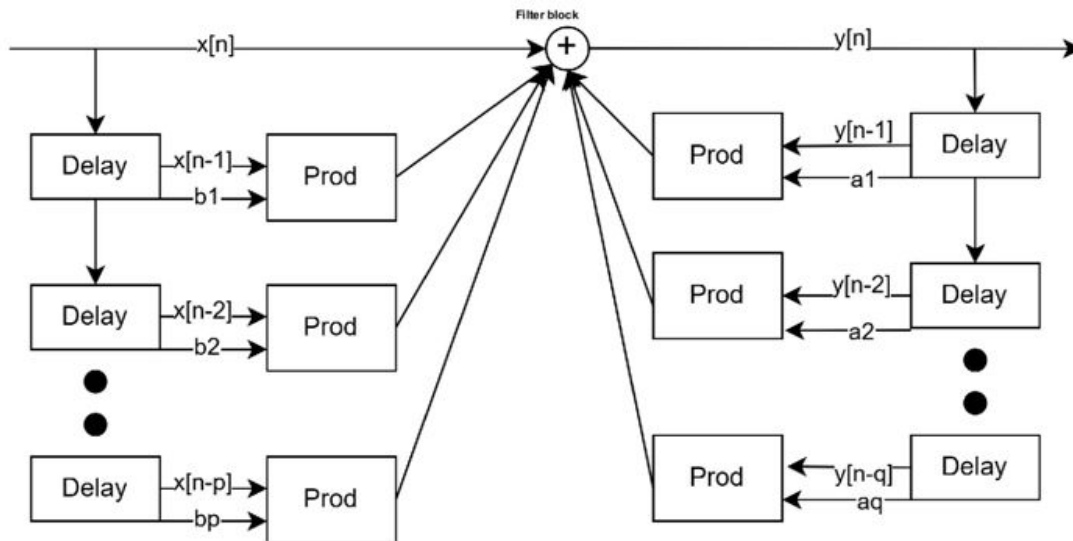 Filter block
x[n]
+
y[n]
Delay
x[n-1]
b1
Prod
Prod
y[n-1]
a1
Delay
Delay
x[n-2]
b2
Prod
Prod
y[n-2]
a2
Delay
Delay
x[n-p]
bp
Prod
Prod
y[n-q]
aq
Delay